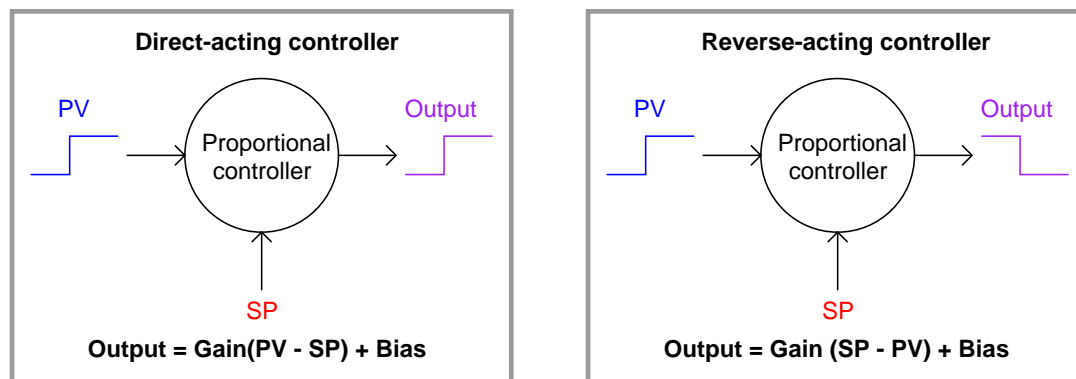 Direct-acting controller
PV
Output
Proportional
controller
SP
Output = Gain(PV - SP) + Bias
Reverse-acting controller
PV
Output
Proportional
controller
SP
Output = Gain (SP - PV) + Bias